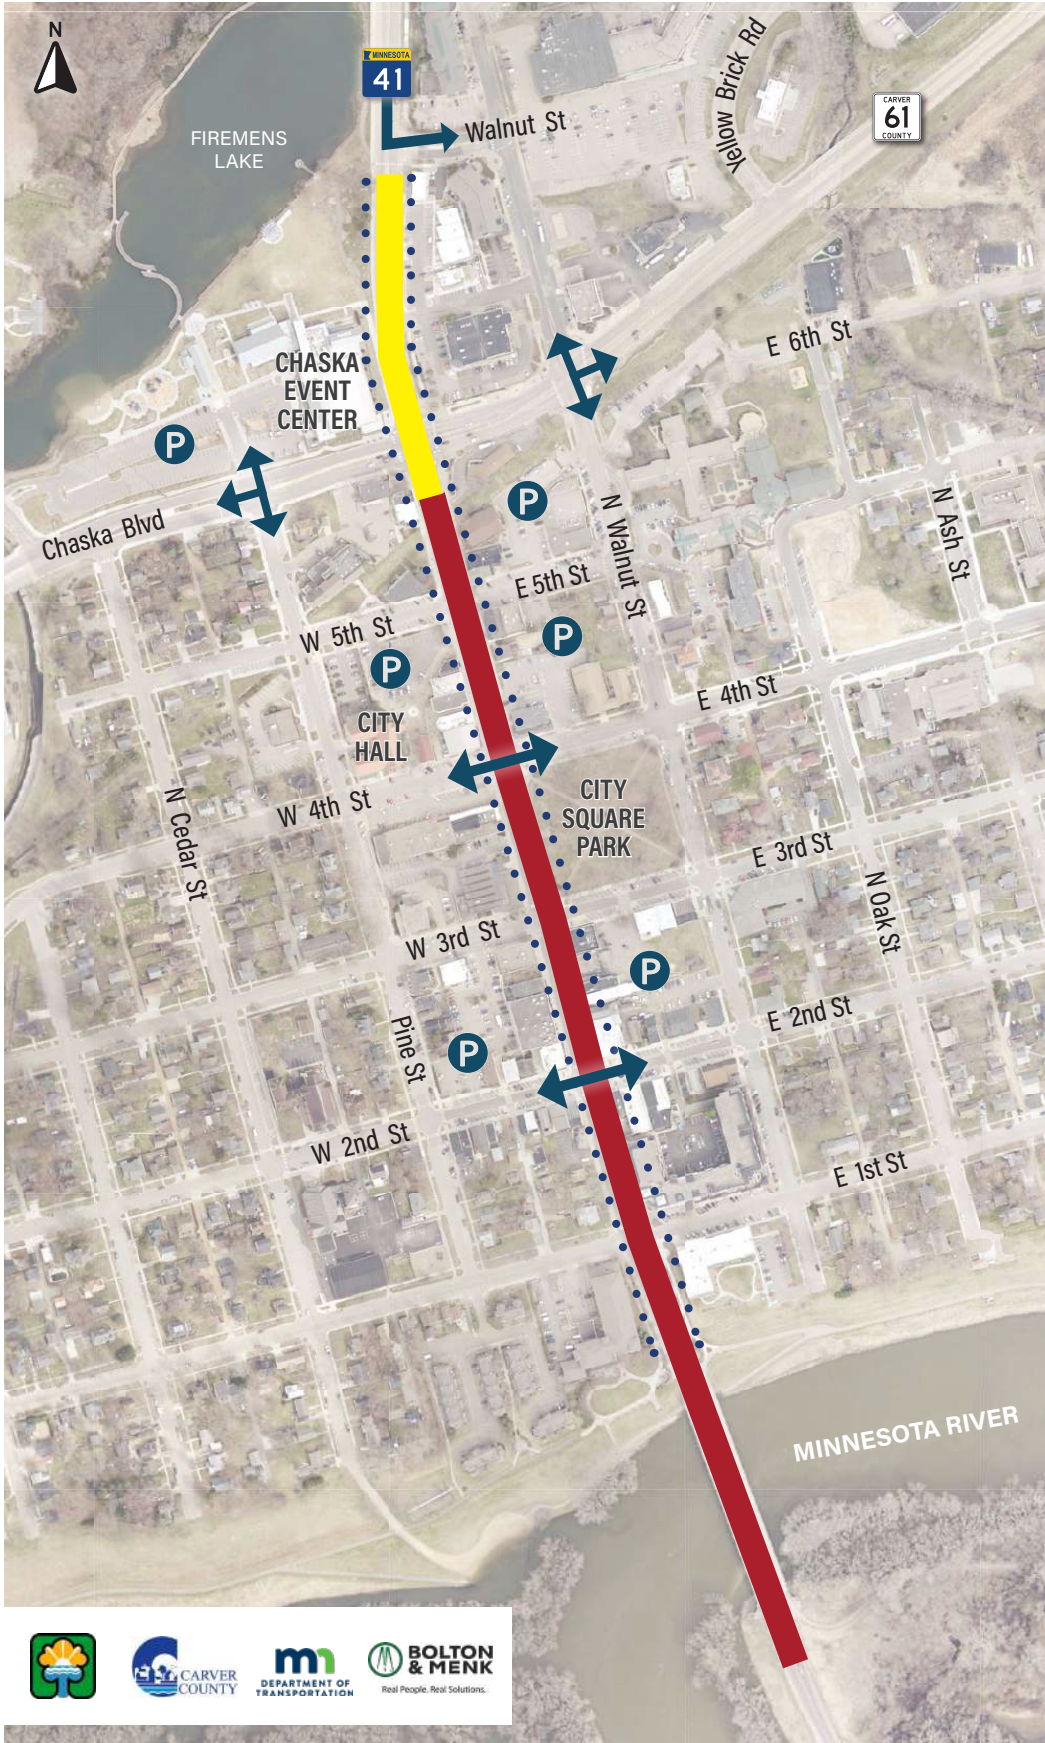 N
MINNESOTA
41
Walnut St
Yellow Brick Rd
CARVER
61
COUNTY
FIREMENS
LAKE
E 6th St
CHASKA
EVENT
CENTER
P
P
Chaska Blvd
N Walnut St
N Ash St
E 5th St
W 5th St
P
P
E 4th St
CITY
HALL
CITY
SQUARE
PARK
W 4th St
N Cedar St
E 3rd St
N Oak St
W 3rd St
P
E 2nd St
Pine St
P
W 2nd St
E 1st St
MINNESOTA RIVER
CARVER
COUNTY
mn
DEPARTMENT OF
TRANSPORTATION
BOLTON
& MENK
Real People. Real Solutions.